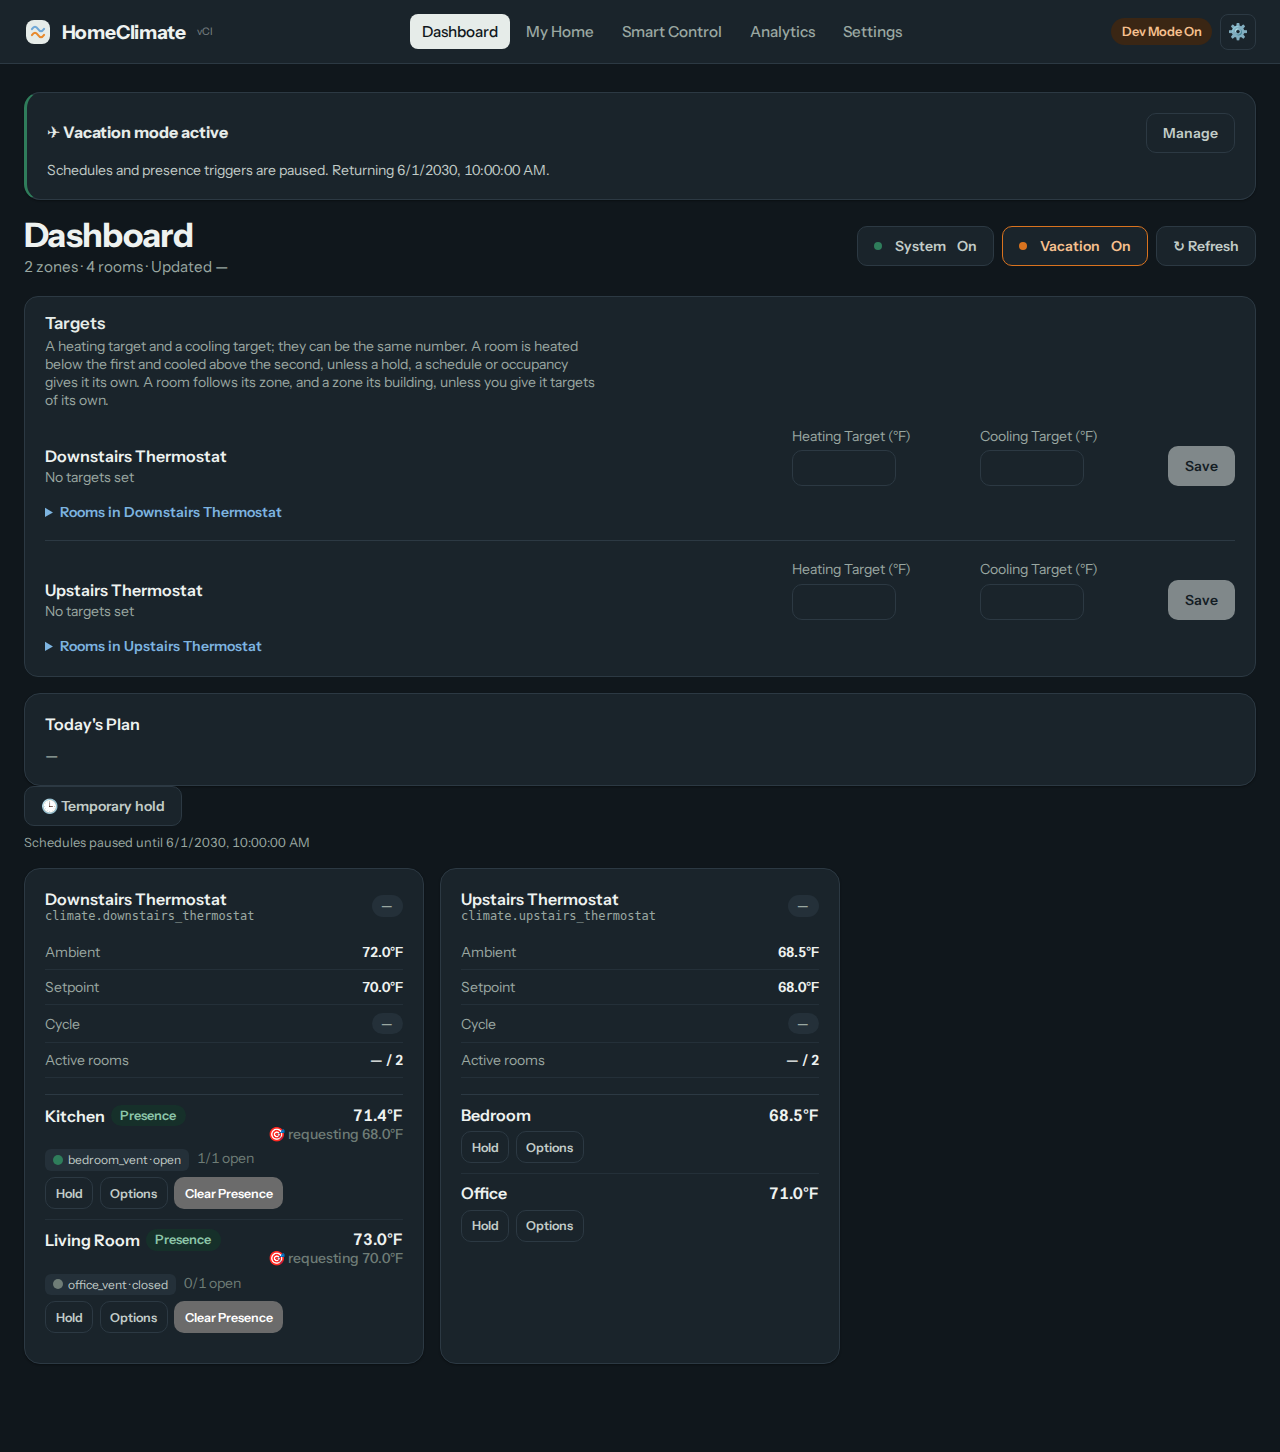 HomeClimate vCI
Dashboard
My Home
Smart Control
Analytics
Settings
Dev Mode On
✈ Vacation mode active
Manage
Schedules and presence triggers are paused. Returning 6/1/2030, 10:00:00 AM.
Dashboard
2 zones · 4 rooms · Updated —
System On
Vacation On
↻ Refresh
Targets
A heating target and a cooling target; they can be the same number. A room is heated
below the first and cooled above the second, unless a hold, a schedule or occupancy
gives it its own. A room follows its zone, and a zone its building, unless you give it targets
of its own.
Downstairs Thermostat
No targets set
Heating Target (°F)
Cooling Target (°F)
Save
▶ Rooms in Downstairs Thermostat
Upstairs Thermostat
No targets set
Heating Target (°F)
Cooling Target (°F)
Save
▶ Rooms in Upstairs Thermostat
Today's Plan
—
🕒 Temporary hold
Schedules paused until 6/1/2030, 10:00:00 AM
Downstairs Thermostat
climate.downstairs_thermostat
—
Ambient 72.0°F
Setpoint 70.0°F
Cycle —
Active rooms — / 2
Kitchen Presence 71.4°F
🎯 requesting 68.0°F
bedroom_vent · open 1/1 open
Hold Options Clear Presence
Living Room Presence 73.0°F
🎯 requesting 70.0°F
office_vent · closed 0/1 open
Hold Options Clear Presence
Upstairs Thermostat
climate.upstairs_thermostat
—
Ambient 68.5°F
Setpoint 68.0°F
Cycle —
Active rooms — / 2
Bedroom 68.5°F
Hold Options
Office 71.0°F
Hold Options